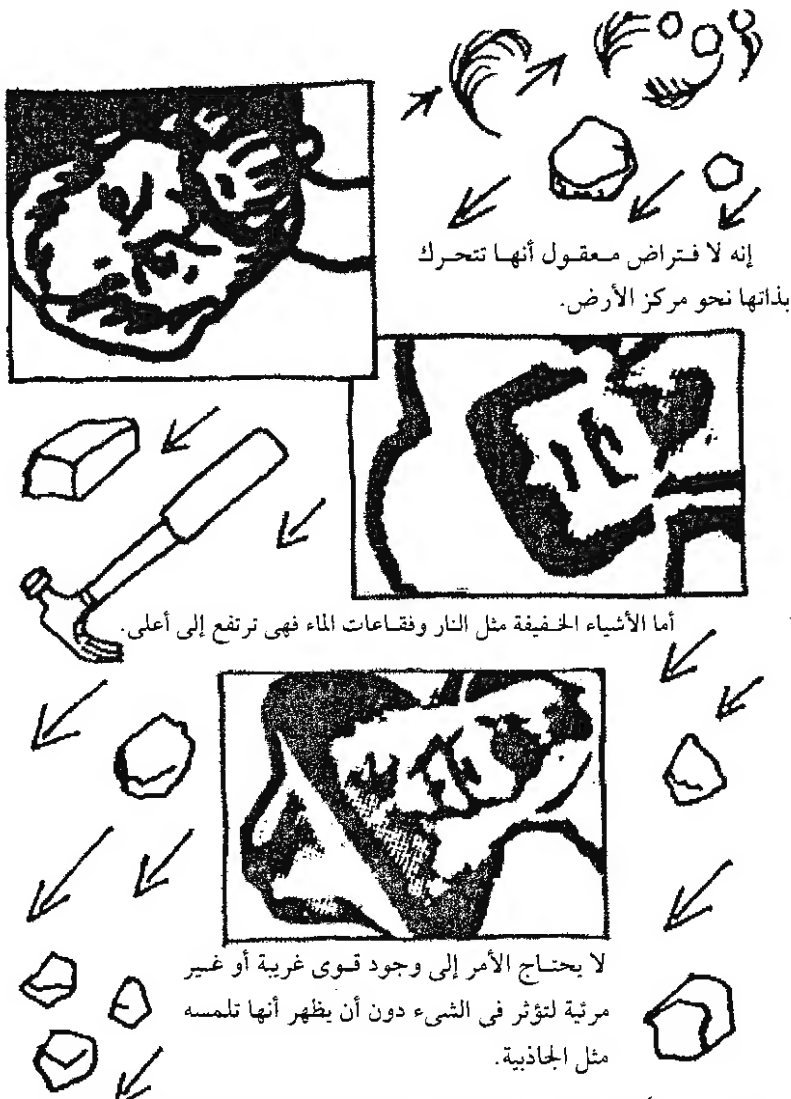 إنه لا فتراض معقول أنها تتحرك
بذاتها نحو مركز الأرض.
أما الأشياء الخفيفة مثل النار وفقاعات الماء فهى ترتفع إلى أعلى.
لا يحتاج الأمر إلى وجود قوى غريبة أو غير
مرئية لتؤثر فى الشىء دون أن يظهر أنها تلمسه
مثل الجاذبية.